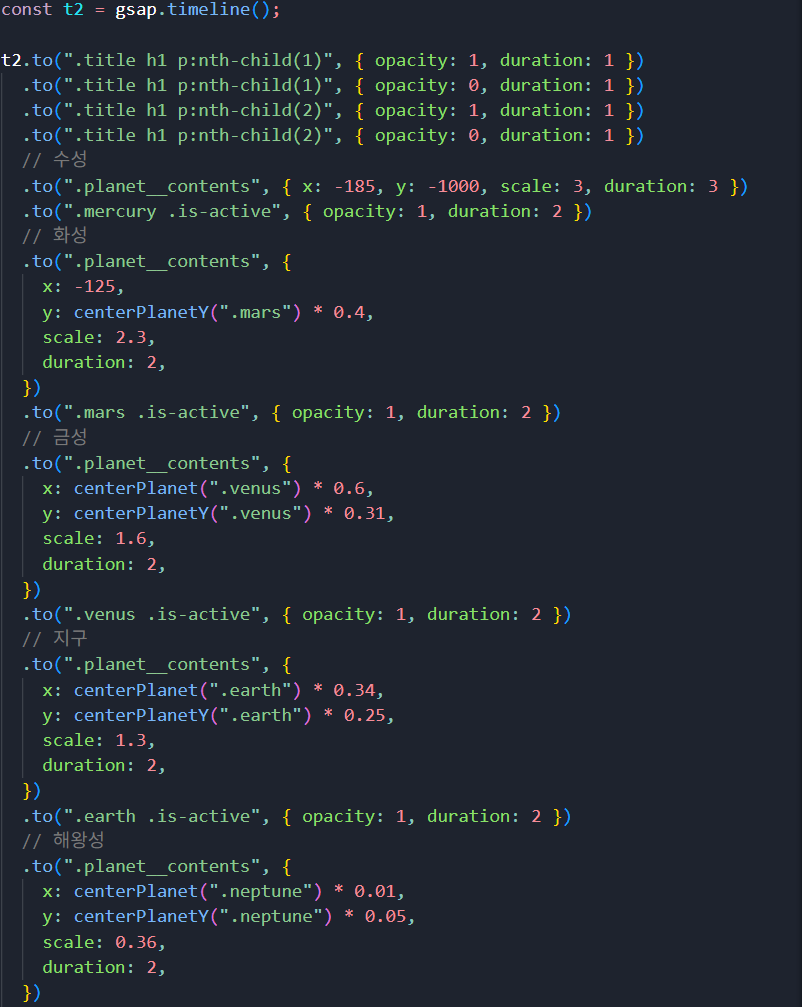 const t2 = gsap.timeline();
t2.to(".title h1 p:nth-child(1)", { opacity: 1, duration: 1 })
.to(".title h1 p:nth-child(1)", { opacity: 0, duration: 1 })
.to(".title h1 p:nth-child(2)", { opacity: 1, duration: 1 })
.to(".title h1 p:nth-child(2)", { opacity: 0, duration: 1 })
// 수성
.to(".planet__contents", { x: -185, y: -1000, scale: 3, duration: 3 })
.to(".mercury .is-active", { opacity: 1, duration: 2 })
// 화성
.to(".planet__contents", {
x: -125,
y: centerPlanetY(".mars") * 0.4,
scale: 2.3,
duration: 2,
})
.to(".mars .is-active", { opacity: 1, duration: 2 })
// 금성
.to(".planet__contents", {
x: centerPlanet(".venus") * 0.6,
y: centerPlanetY(".venus") * 0.31,
scale: 1.6,
duration: 2,
})
.to(".venus .is-active", { opacity: 1, duration: 2 })
// 지구
.to(".planet__contents", {
x: centerPlanet(".earth") * 0.34,
y: centerPlanetY(".earth") * 0.25,
scale: 1.3,
duration: 2,
})
.to(".earth .is-active", { opacity: 1, duration: 2 })
// 해왕성
.to(".planet__contents", {
x: centerPlanet(".neptune") * 0.01,
y: centerPlanetY(".neptune") * 0.05,
scale: 0.36,
duration: 2,
})